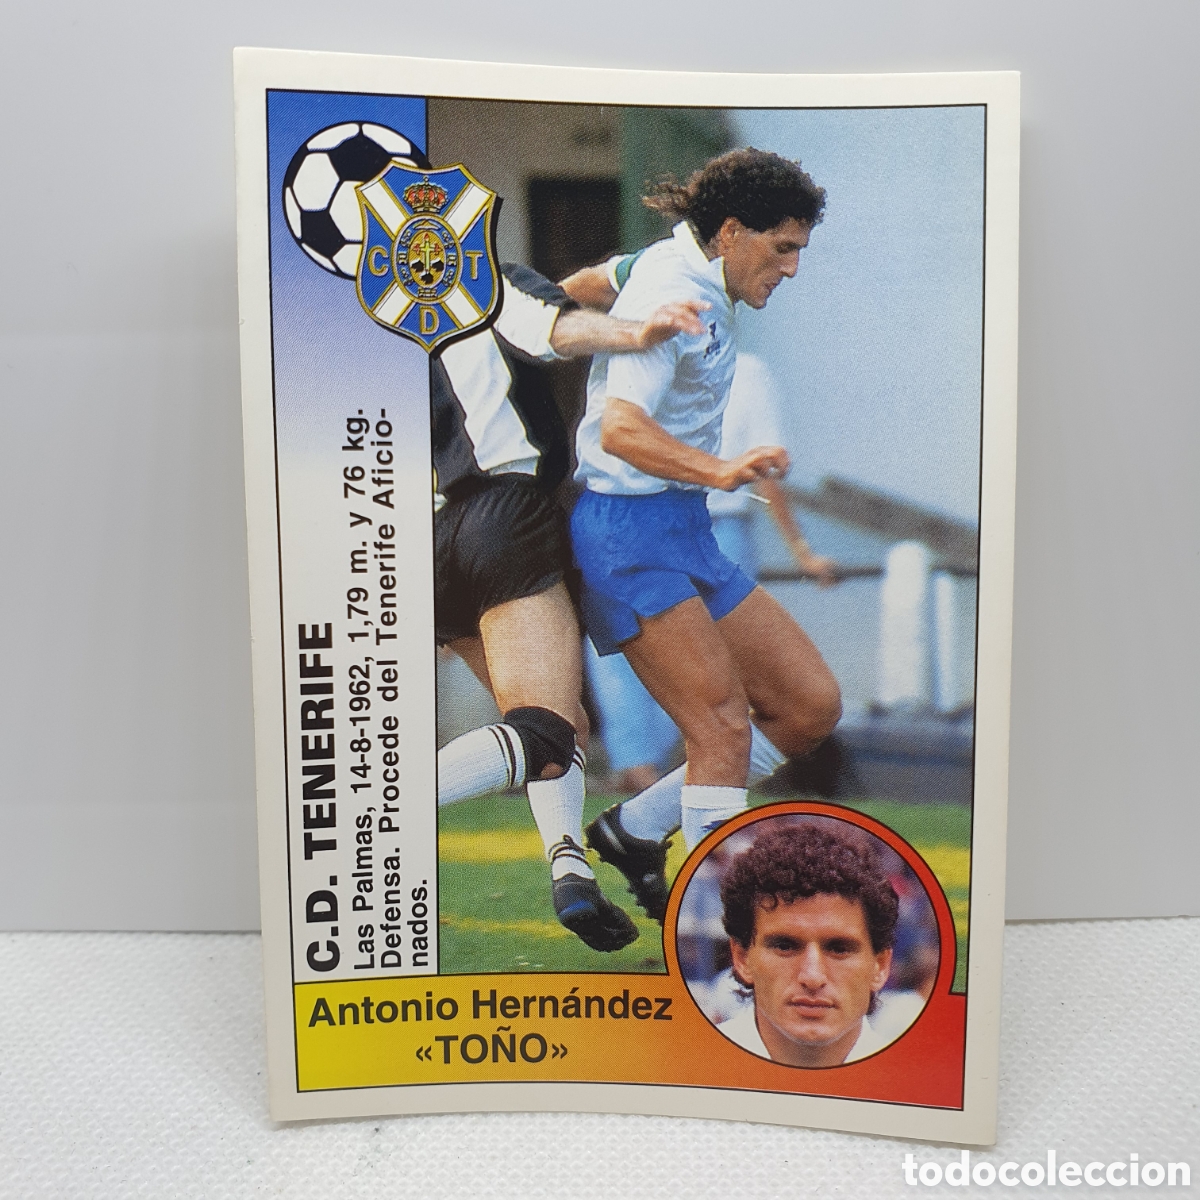 C T
D
C.D. TENERIFE
Las Palmas, 14-8-1962, 1,79 m. y 76 kg.
Defensa. Procede del Tenerife Aficio-
nados.
Antonio Hernández
«TOÑO»
todocoleccion